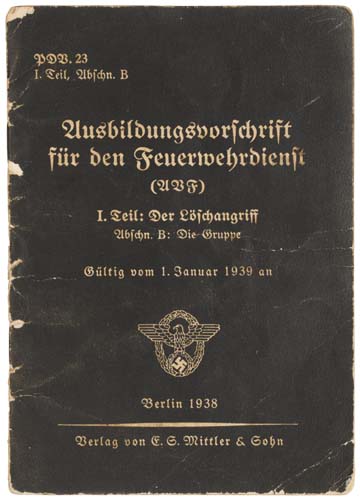 PDV. 23
I. Teil, Abschn. B
Ausbildungsvorschrift
für den Feuerwehrdienst
(AVF)
I. Teil: Der Löschangriff
Abschn. B: Die Gruppe
Gültig vom 1. Januar 1939 an
Berlin 1938
Verlag von E. S. Mittler & Sohn